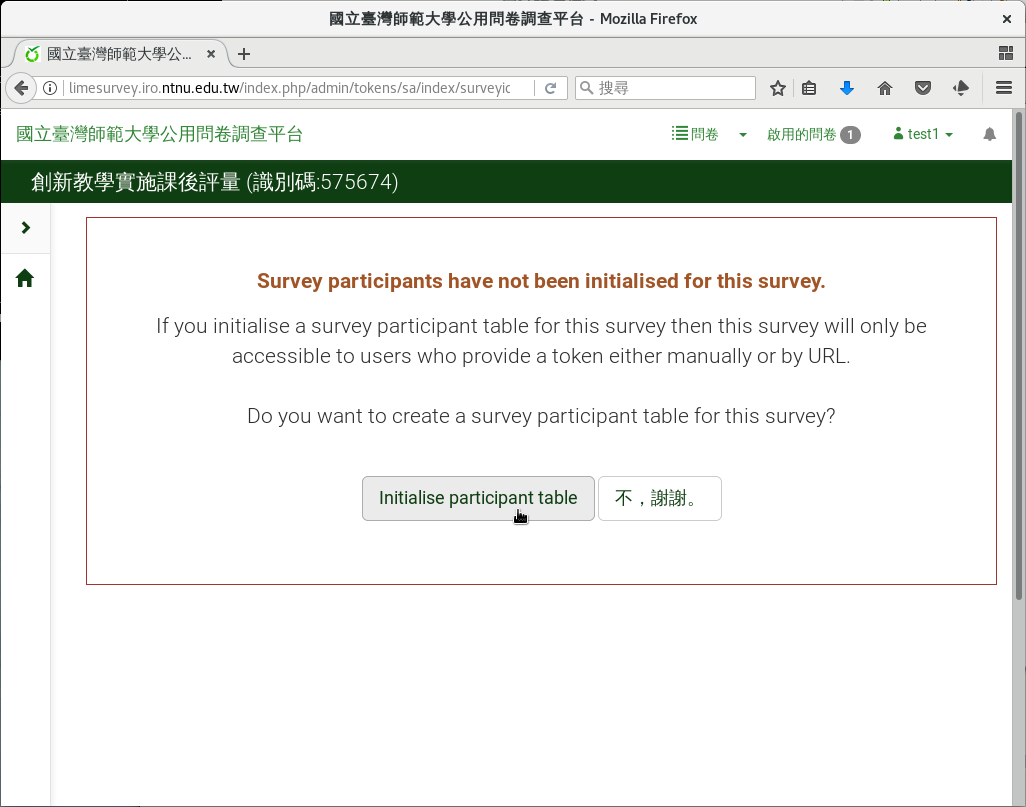 國立臺灣師範大學公用問卷調查平台 - Mozilla Firefox
國立臺灣師範大學公...
limesurvey.iro.ntnu.edu.tw/index.php/admin/tokens/sa/index/surveyic
搜尋
國立臺灣師範大學公用問卷調查平台
問卷
啟用的問卷 1
test1
創新教學實施課後評量 (識別碼:575674)
Survey participants have not been initialised for this survey.
If you initialise a survey participant table for this survey then this survey will only be
accessible to users who provide a token either manually or by URL.
Do you want to create a survey participant table for this survey?
Initialise participant table
不，謝謝。